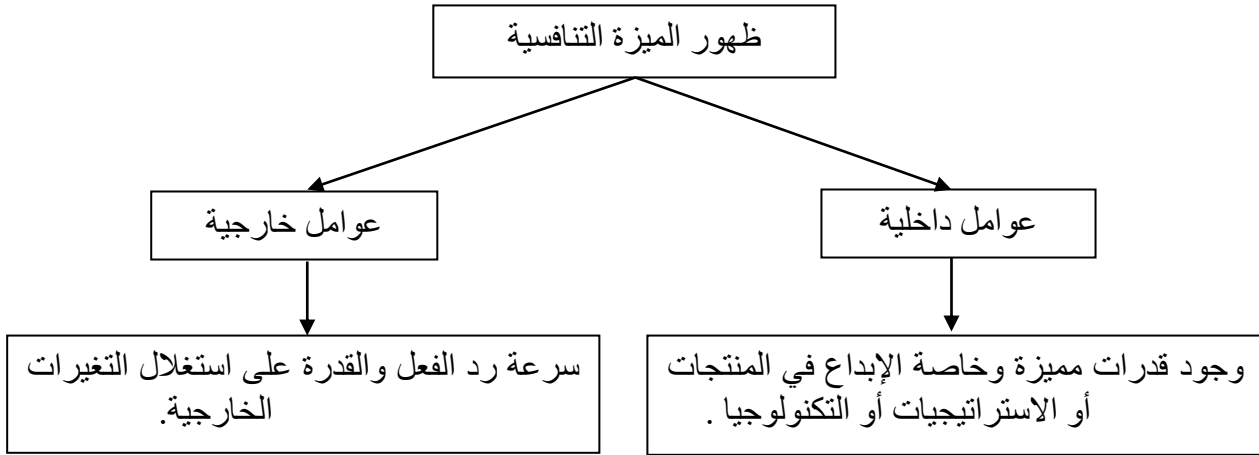 ظهور الميزة التنافسية
عوامل داخلية
عوامل خارجية
وجود قدرات مميزة وخاصة الإبداع في المنتجات
أو الاستراتيجيات أو التكنولوجيا .
سرعة رد الفعل والقدرة على استغلال التغيرات
الخارجية.